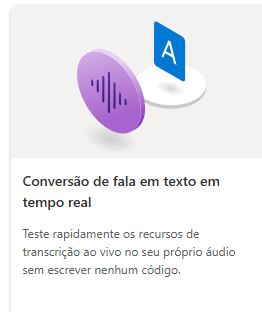 A
Conversão de fala em texto em
tempo real
Teste rapidamente os recursos de
transcrição ao vivo no seu próprio áudio
sem escrever nenhum código.